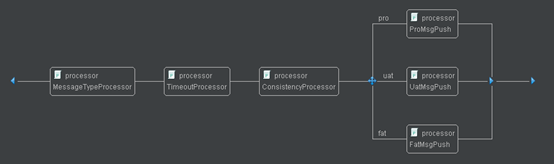 pro
processor
ProMsgPush
processor
MessageTypeProcessor
processor
TimeoutProcessor
processor
ConsistencyProcessor
uat
processor
UatMsgPush
fat
processor
FatMsgPush